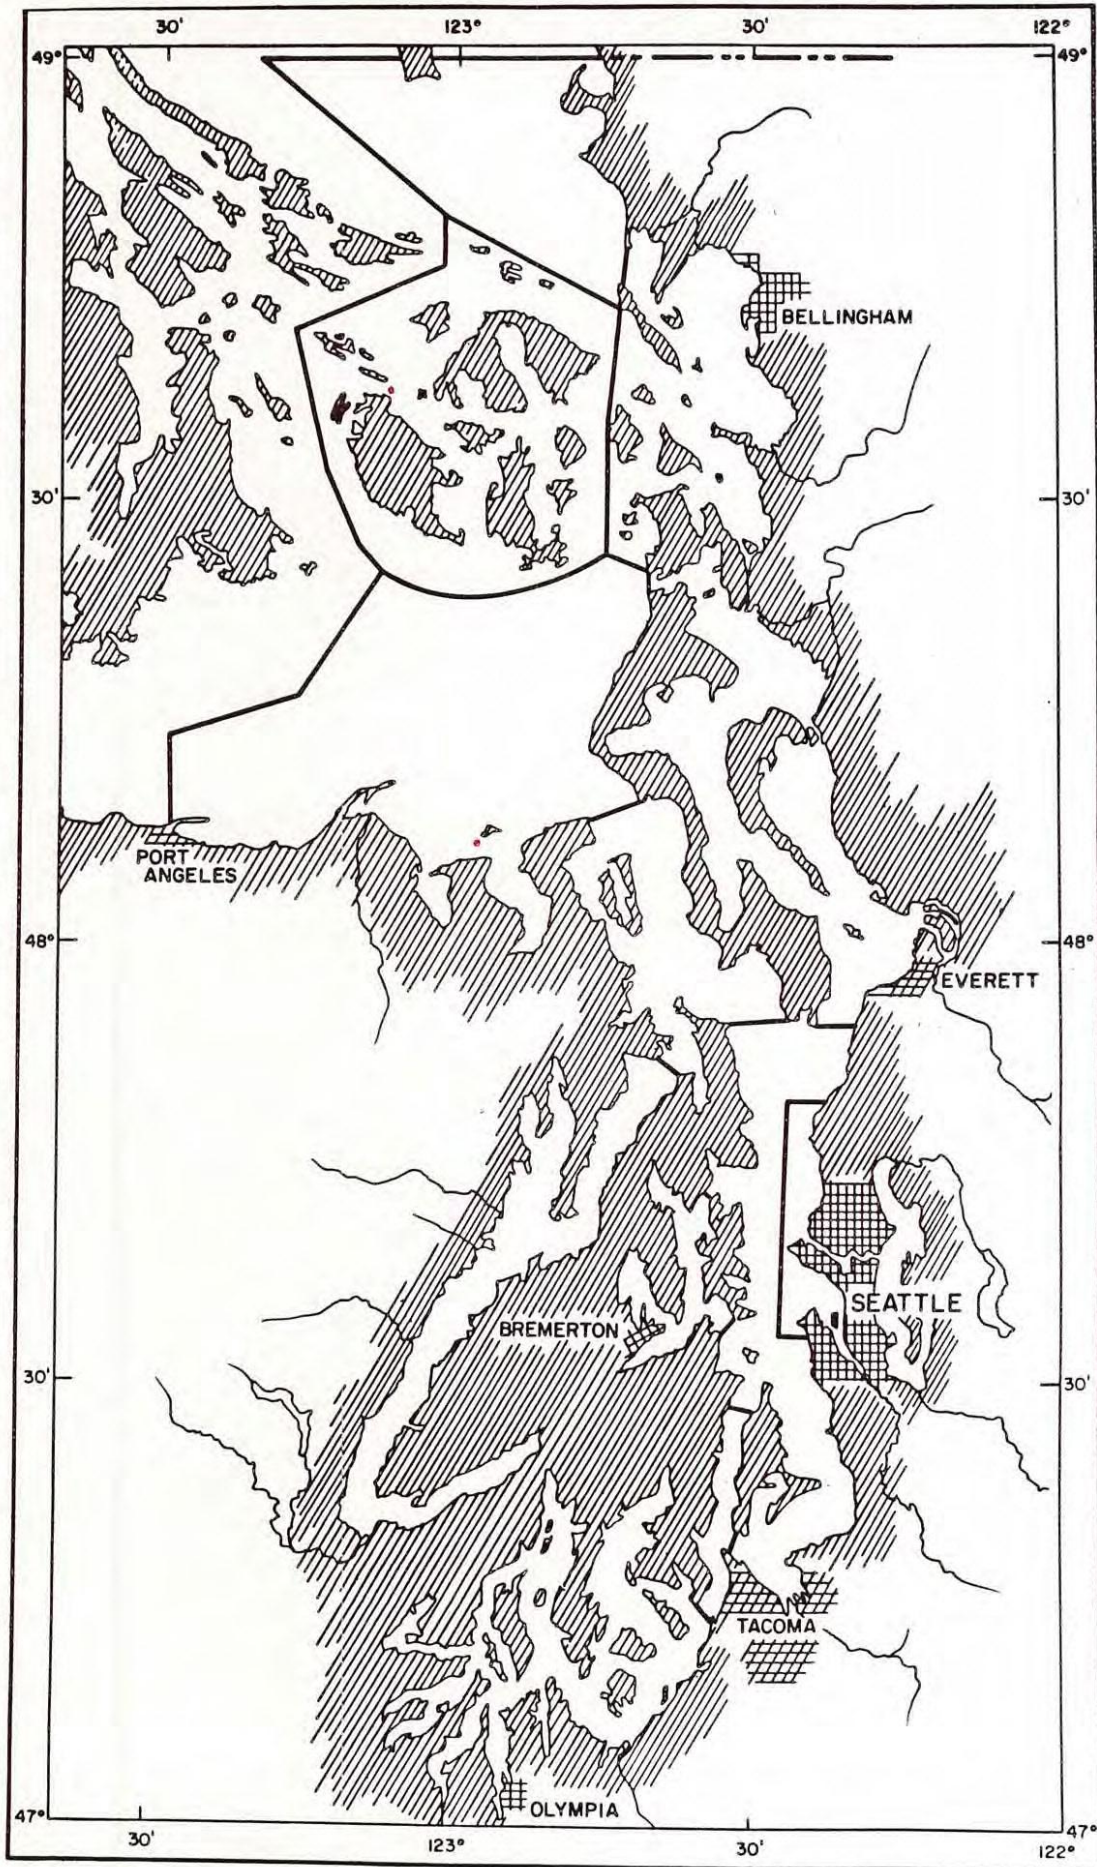 30'
123°
30'
122°
49°
49°
BELLINGHAM
30'
30'
PORT
ANGELES
48°
48°
EVERETT
SEATTLE
BREMERTON
30'
30'
TACOMA
OLYMPIA
47°
47°
30'
123°
30'
122°